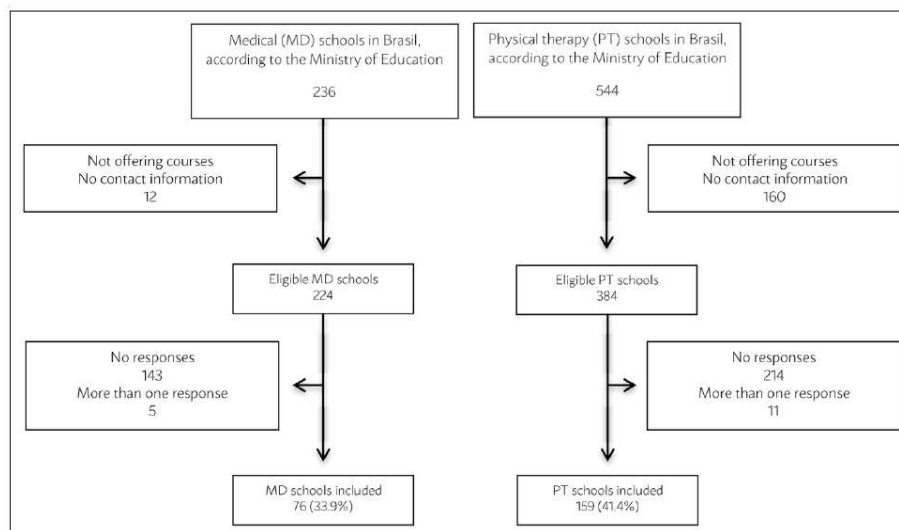 Medical (MD) schools in Brasil,
according to the Ministry of Education
236
Physical therapy (PT) schools in Brasil,
according to the Ministry of Education
544
Not offering courses
No contact information
12
Not offering courses
No contact information
160
Eligible MD schools
224
Eligible PT schools
384
No responses
143
More than one response
5
No responses
214
More than one response
11
MD schools included
76 (33.9%)
PT schools included
159 (41.4%)